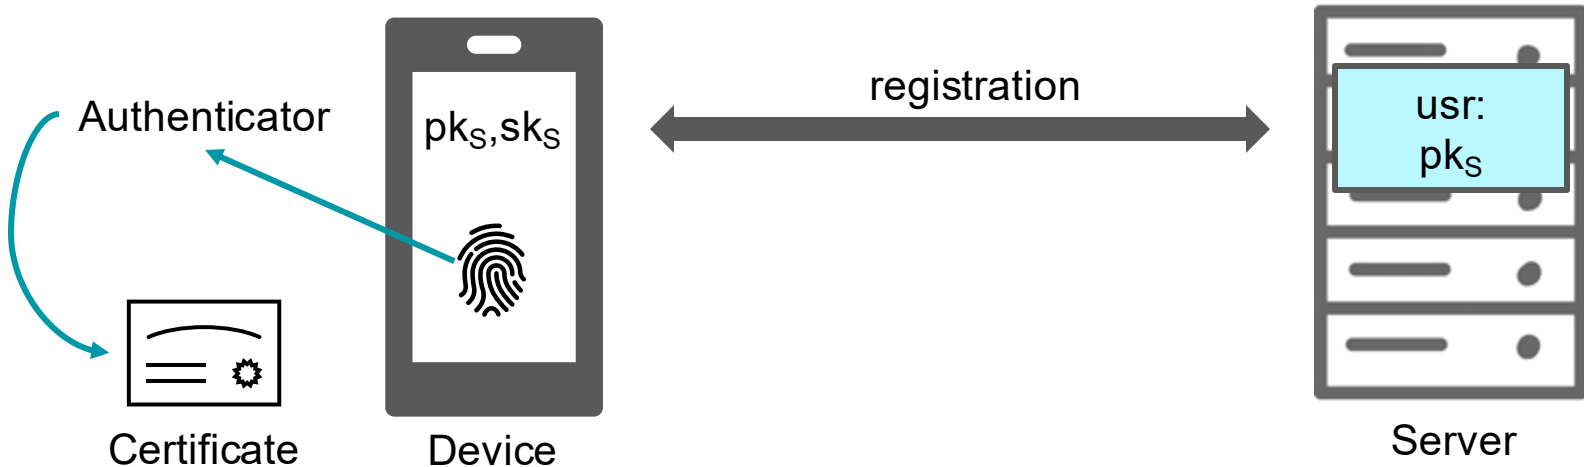 Authenticator
pkS,skS
registration
usr:
pkS
Certificate
Device
Server